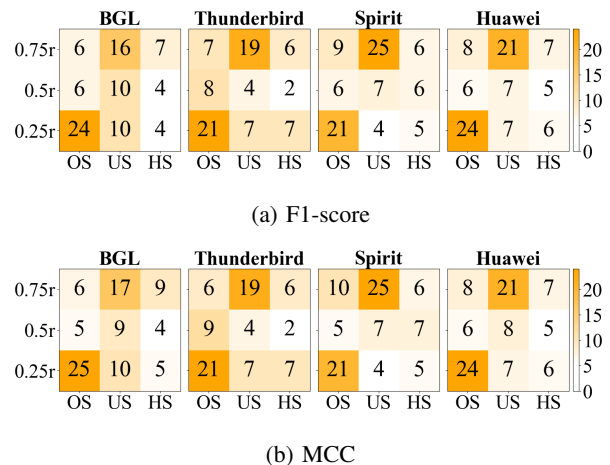 BGL Thunderbird Spirit Huawei
0.75r 6 16 7 7 19 6 9 25 6 8 21 7 20
0.5r 6 10 4 8 4 2 6 7 6 6 7 5 15
10
0.25r 24 10 4 21 7 7 21 4 5 24 7 6 5
0
OS US HS OS US HS OS US HS OS US HS
(a) F1-score
BGL Thunderbird Spirit Huawei
0.75r 6 17 9 6 19 6 10 25 6 8 21 7 20
0.5r 5 9 4 9 4 2 5 7 7 6 8 5 15
10
0.25r 25 10 5 21 7 7 21 4 5 24 7 6 5
0
OS US HS OS US HS OS US HS OS US HS
(b) MCC